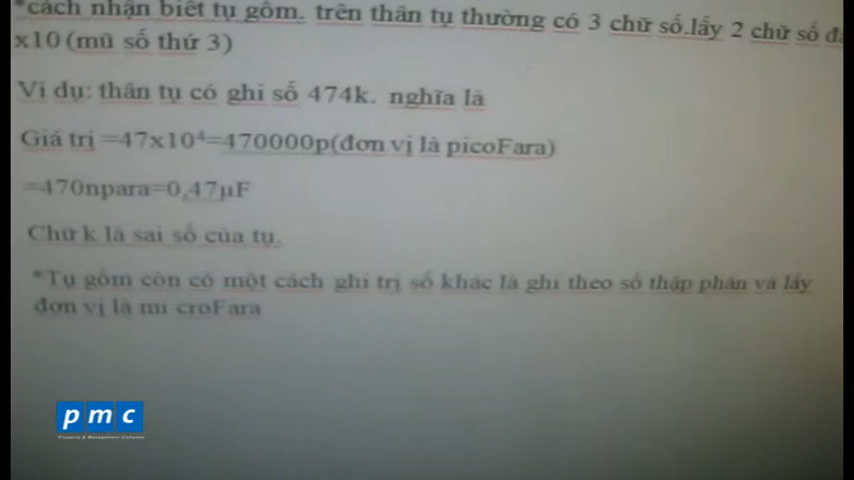 *cách nhận biết tụ gốm. trên thân tụ thường có 3 chữ số.lấy 2 chữ số
x10 (mũ số thứ 3)
Ví dụ: thân tụ có ghi số 474k. nghĩa là
Giá trị =47x10⁴=470000p(đơn vị là picoFara)
=470npara=0,47µF
Chữ k là sai số của tụ.
*Tụ gốm còn có một cách ghi trị số khác là ghi theo số thập phân và lấy
đơn vị là mi croFara
pmc
Property & Management Company